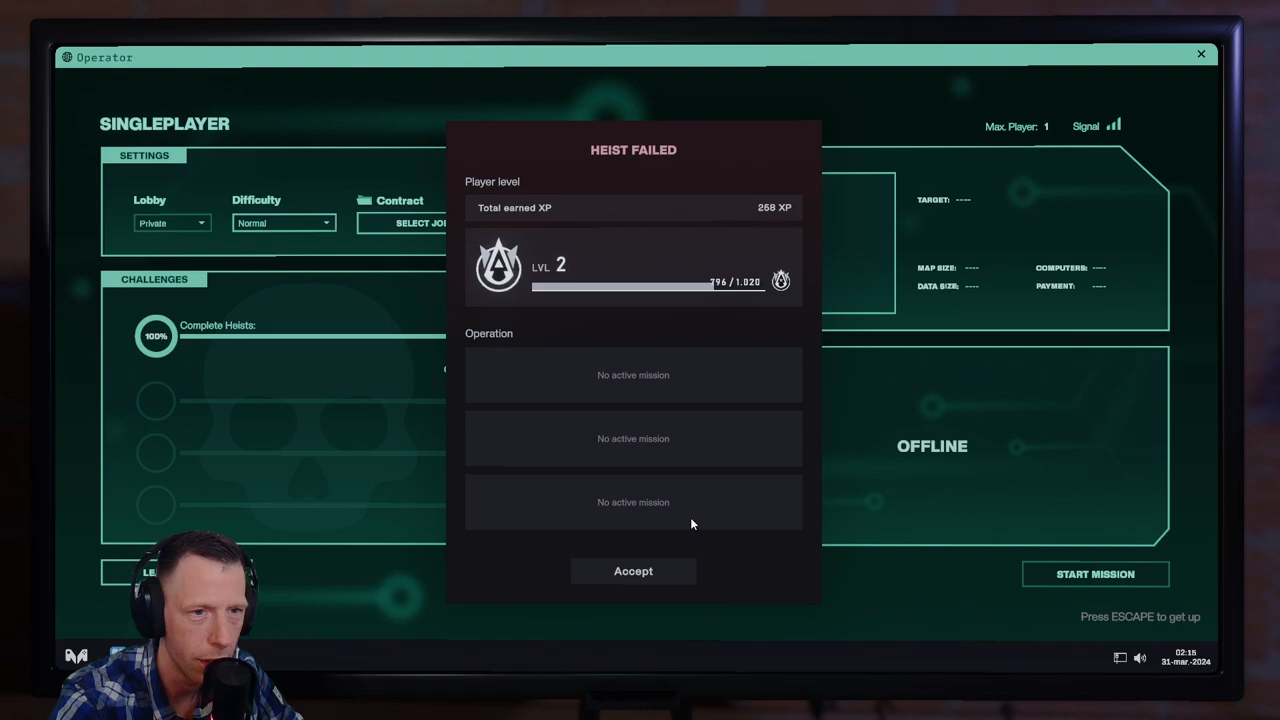 Operator
SINGLEPLAYER
Max. Player: 1 Signal
SETTINGS
Lobby Difficulty Contract
Private Normal SELECT JO
CHALLENGES
100% Complete Heists:
HEIST FAILED
Player level
Total earned XP 258 XP
LVL 2
796 / 1.020
Operation
No active mission
No active mission
No active mission
Accept
TARGET: ----
MAP SIZE: ---- COMPUTERS: ----
DATA SIZE: ---- PAYMENT: ----
OFFLINE
LE
START MISSION
Press ESCAPE to get up
02:15
31-mar.-2024